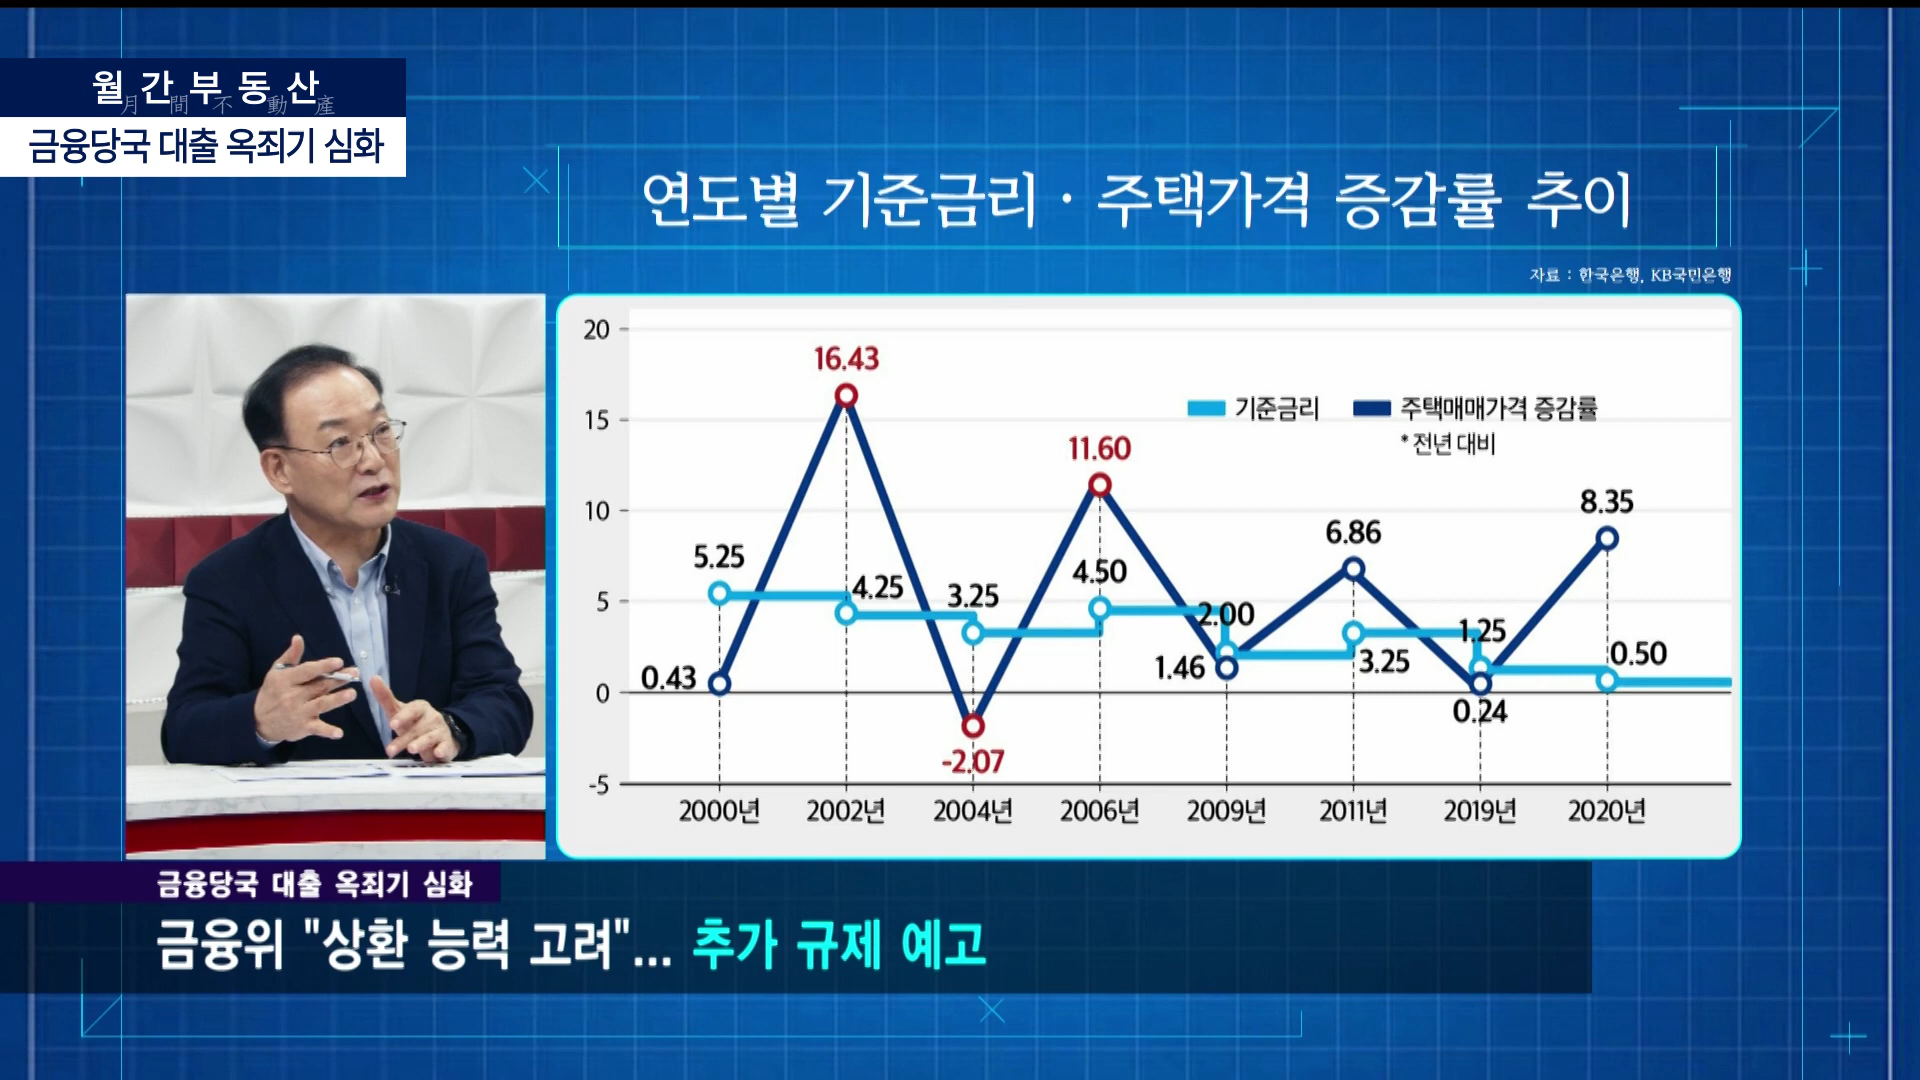 월간부동산
月間不動産
금융당국 대출 옥죄기 심화
연도별 기준금리 · 주택가격 증감률 추이
자료 : 한국은행, KB국민은행
기준금리
주택매매가격 증감률
* 전년 대비
20
15
10
5
0
-5
5.25
4.25
3.25
4.50
2.00
3.25
1.25
0.50
0.43
16.43
-2.07
11.60
1.46
6.86
0.24
8.35
2000년 2002년 2004년 2006년 2009년 2011년 2019년 2020년
금융당국 대출 옥죄기 심화
금융위 "상환 능력 고려"... 추가 규제 예고